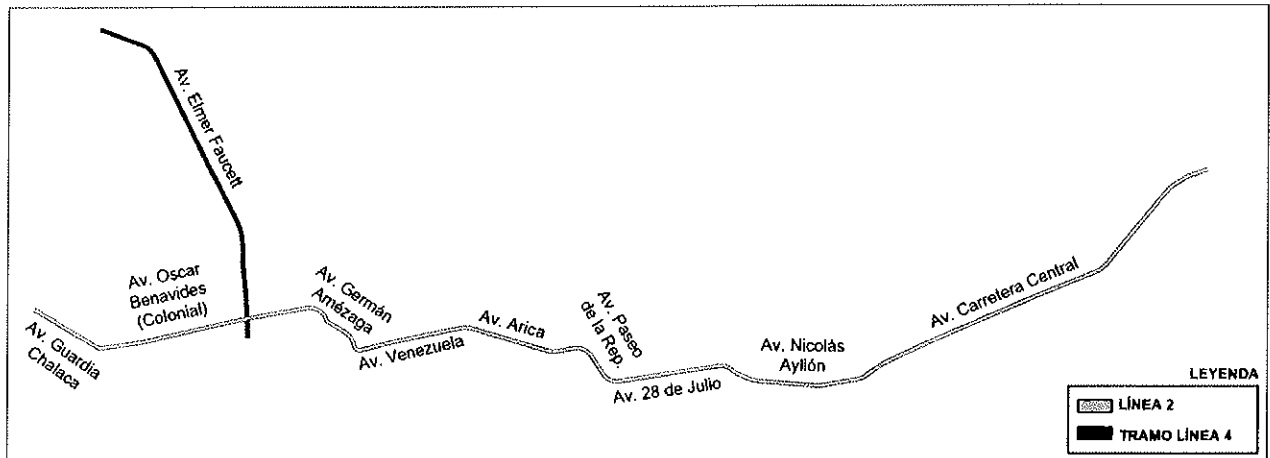 Av. Elmer Faucett
Av. Oscar
Benavides
(Colonial)
Av. Guardia
Chalaca
Av. Germán
Amézaga
Av. Venezuela
Av. Arica
Av. Paseo
de la Rep.
Av. 28 de Julio
Av. Nicolás
Ayllón
Av. Carretera Central
LEYENDA
LÍNEA 2
TRAMO LÍNEA 4